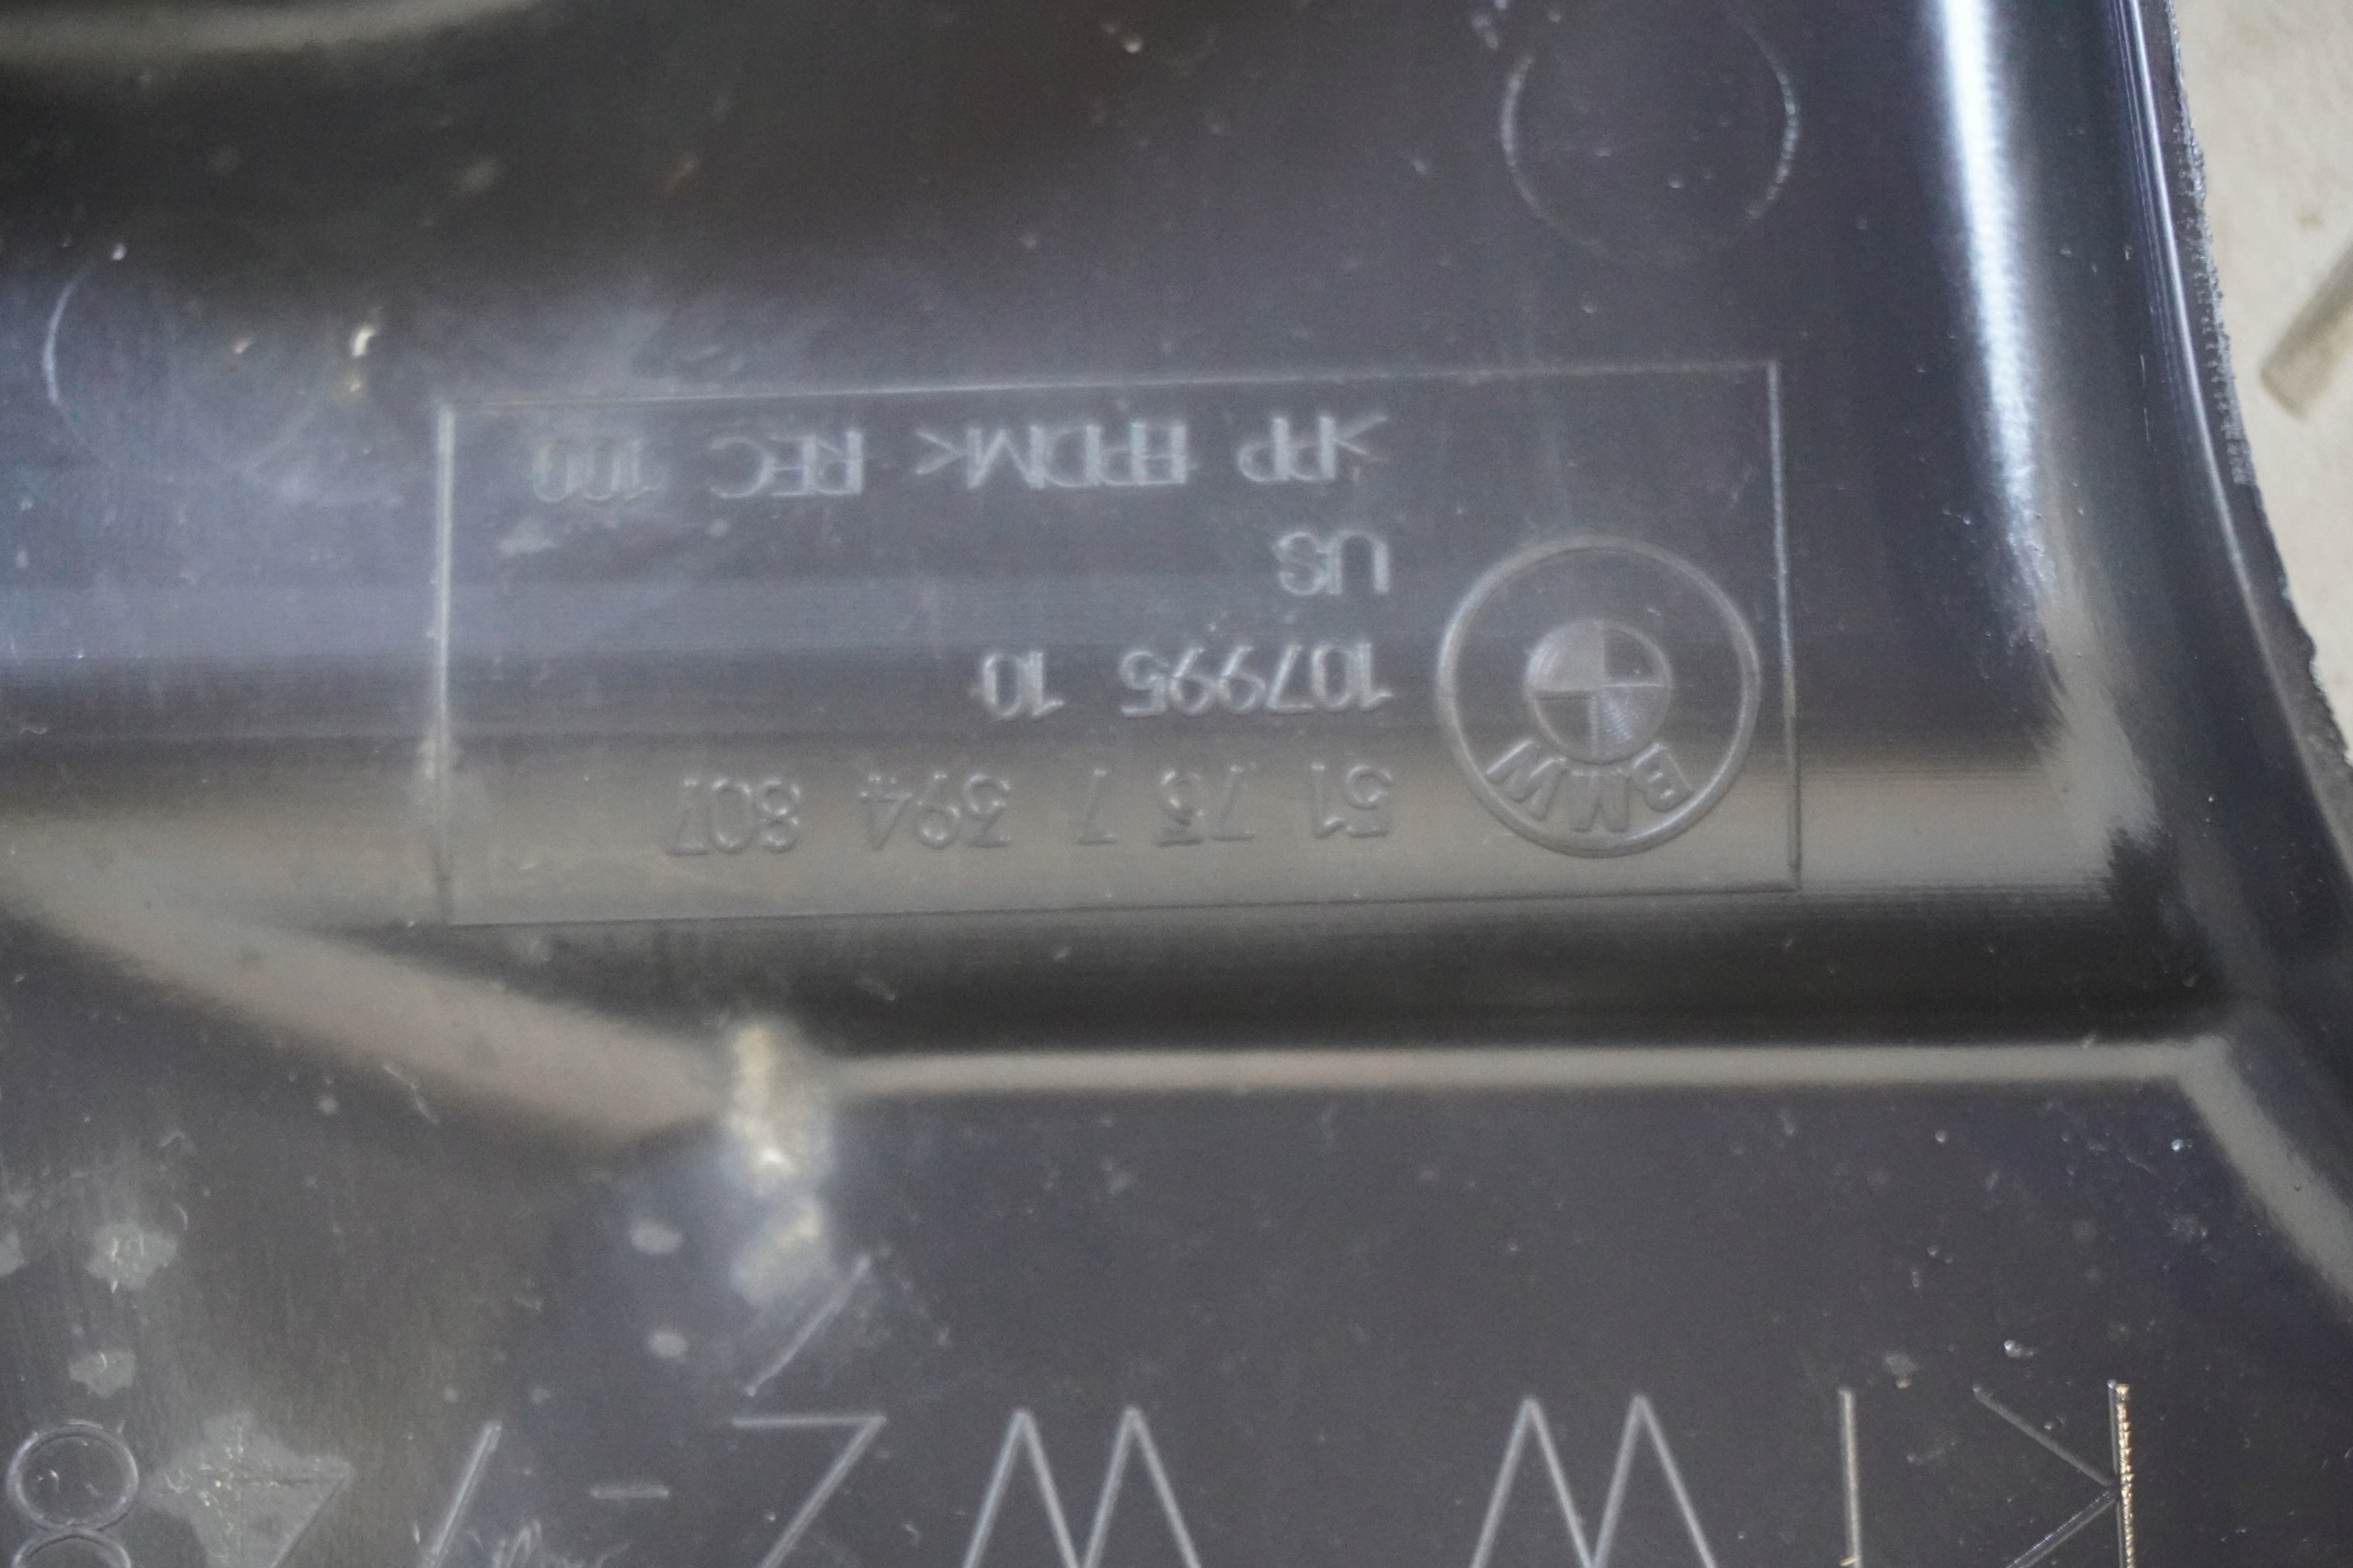 BMW
51 75 7 394 807
107995 10
US
>PP EPDM< REC 100